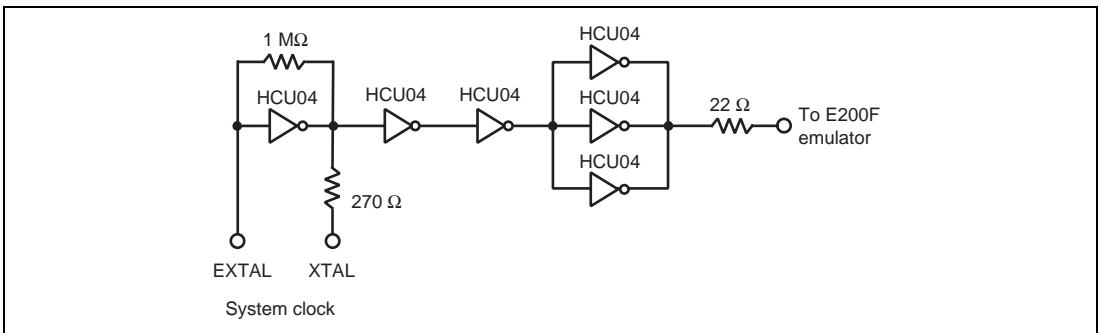 HCU04
1 MΩ
HCU04
HCU04
HCU04
HCU04
22 Ω
To E200F
emulator
HCU04
270 Ω
EXTAL
XTAL
System clock